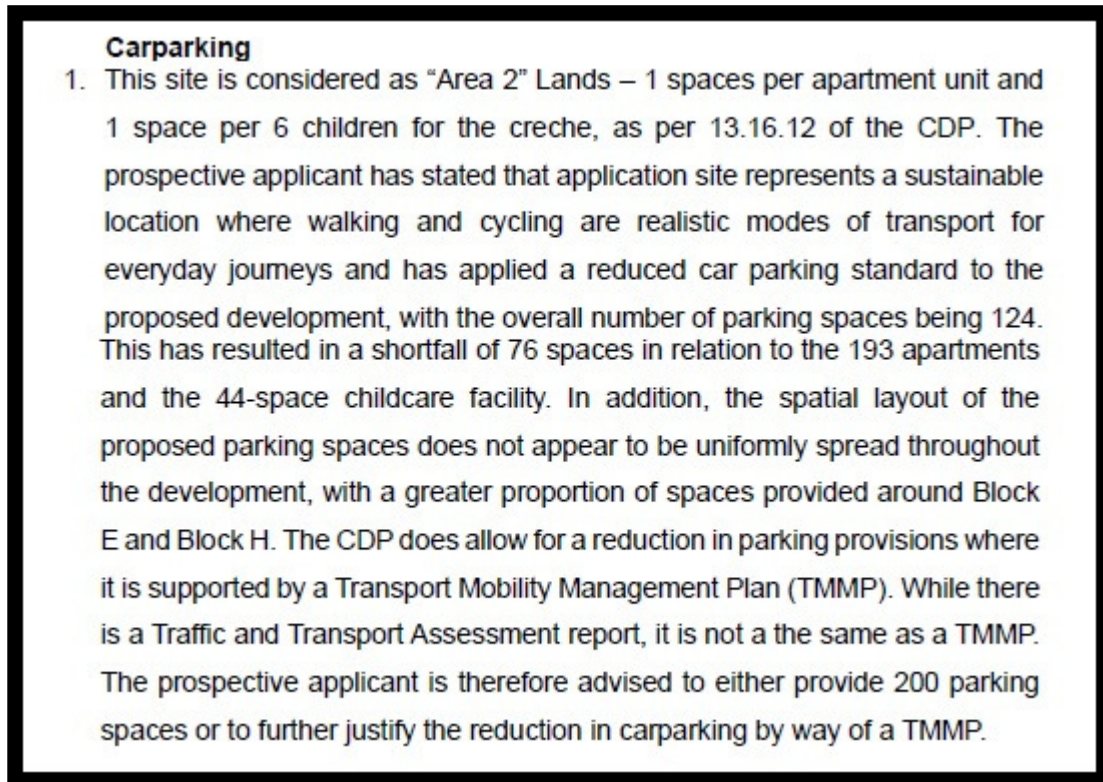 Carparking
1. This site is considered as “Area 2” Lands – 1 spaces per apartment unit and
1 space per 6 children for the creche, as per 13.16.12 of the CDP. The
prospective applicant has stated that application site represents a sustainable
location where walking and cycling are realistic modes of transport for
everyday journeys and has applied a reduced car parking standard to the
proposed development, with the overall number of parking spaces being 124.
This has resulted in a shortfall of 76 spaces in relation to the 193 apartments
and the 44-space childcare facility. In addition, the spatial layout of the
proposed parking spaces does not appear to be uniformly spread throughout
the development, with a greater proportion of spaces provided around Block
E and Block H. The CDP does allow for a reduction in parking provisions where
it is supported by a Transport Mobility Management Plan (TMMP). While there
is a Traffic and Transport Assessment report, it is not a the same as a TMMP.
The prospective applicant is therefore advised to either provide 200 parking
spaces or to further justify the reduction in carparking by way of a TMMP.